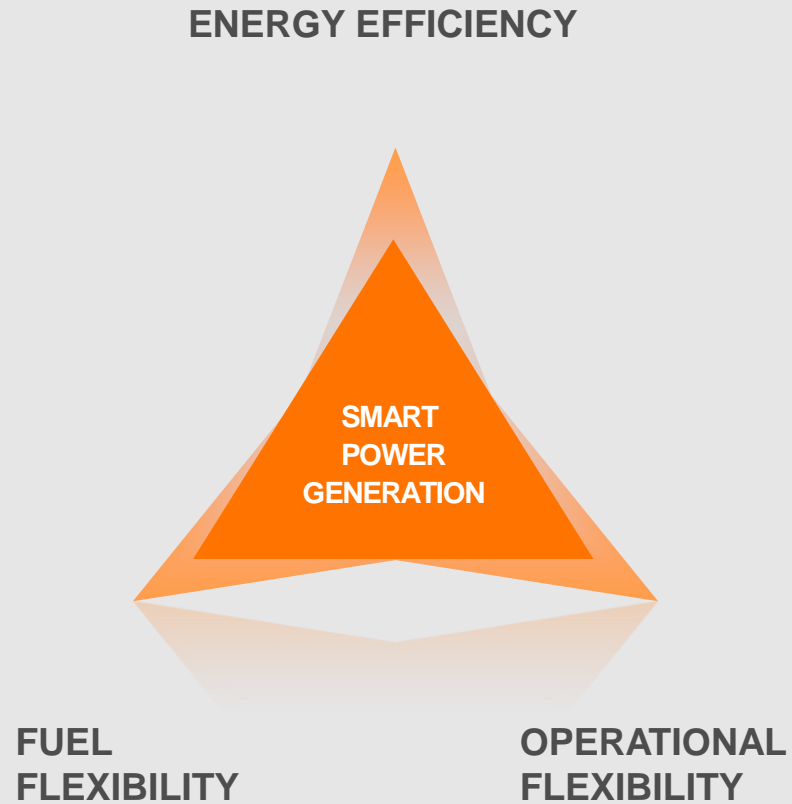 ENERGY EFFICIENCY
SMART
POWER
GENERATION
FUEL
FLEXIBILITY
OPERATIONAL
FLEXIBILITY